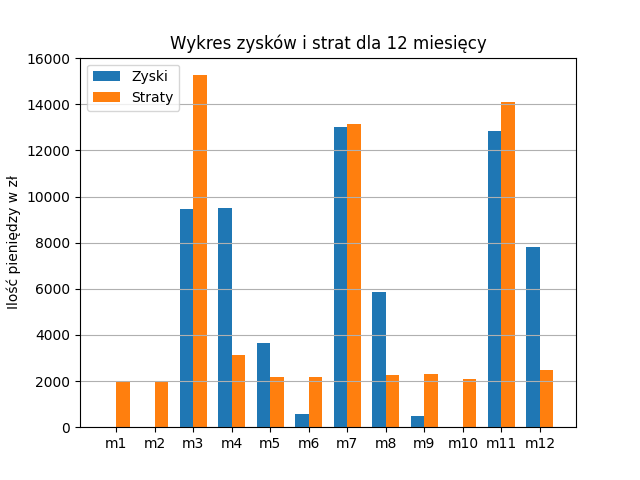 Wykres zysków i strat dla 12 miesięcy
Zyski
Straty
Ilość pieniędzy w zł
16000
14000
12000
10000
8000
6000
4000
2000
0
m1 m2 m3 m4 m5 m6 m7 m8 m9 m10 m11 m12